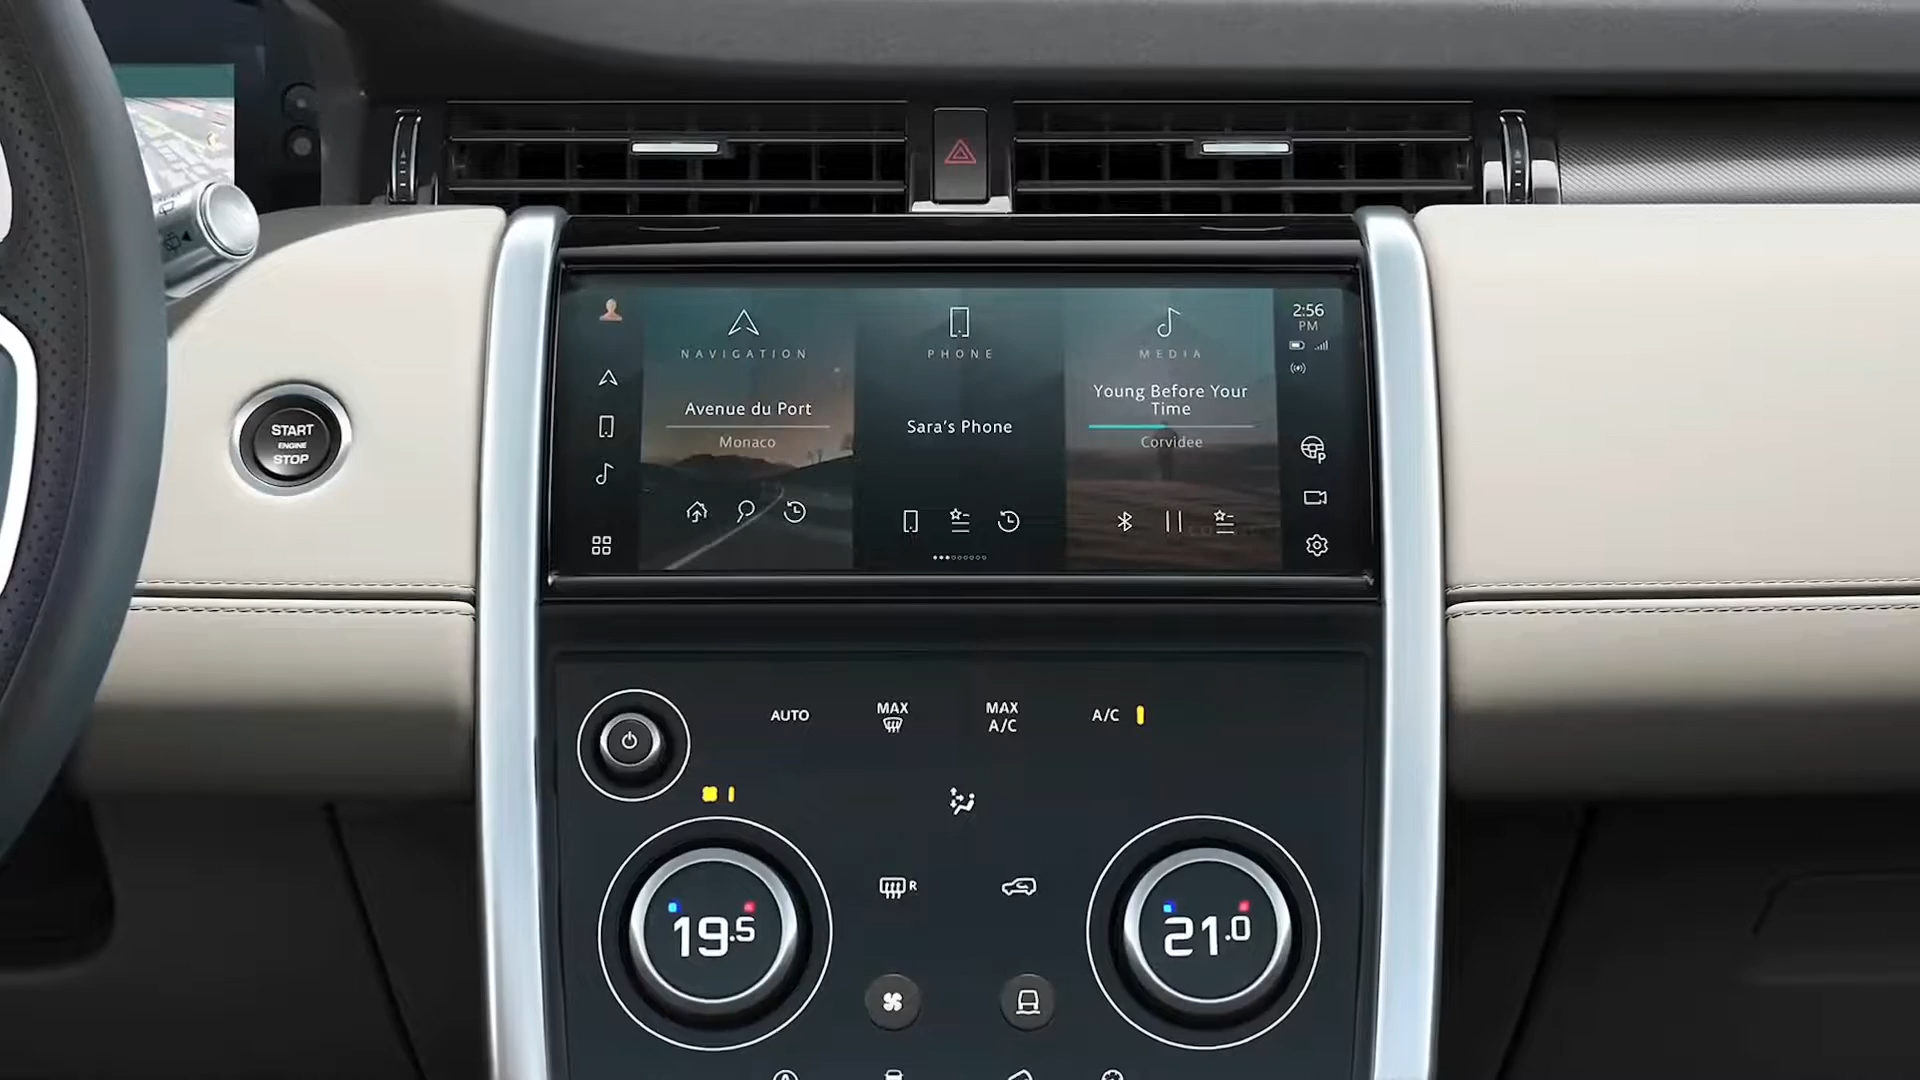 START
ENGINE
STOP
NAVIGATION
Avenue du Port
Monaco
PHONE
Sara's Phone
MEDIA
Young Before Your
Time
Corvidee
2:56
PM
P
AUTO
MAX
MAX
A/C
A/C
R
19.5
21.0